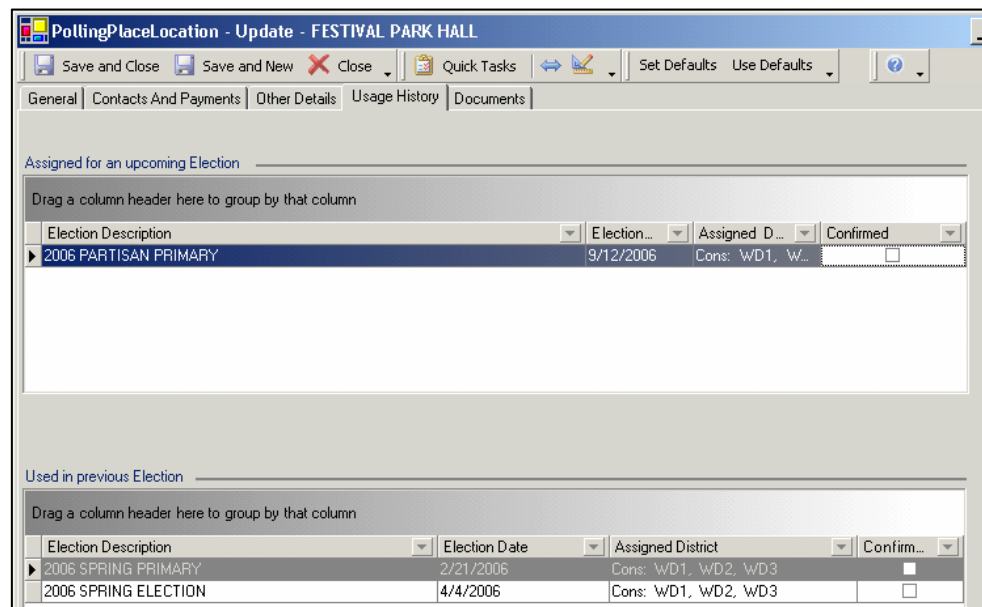 PollingPlaceLocation - Update - FESTIVAL PARK HALL
Save and Close Save and New Close Quick Tasks Set Defaults Use Defaults
General Contacts And Payments Other Details Usage History Documents
Assigned for an upcoming Election
Drag a column header here to group by that column
Election Description Election... Assigned D... Confirmed
2006 PARTISAN PRIMARY 9/12/2006 Cons: WD1, W...
Used in previous Election
Drag a column header here to group by that column
Election Description Election Date Assigned District Confirm...
2006 SPRING PRIMARY 2/21/2006 Cons: WD1, WD2, WD3
2006 SPRING ELECTION 4/4/2006 Cons: WD1, WD2, WD3